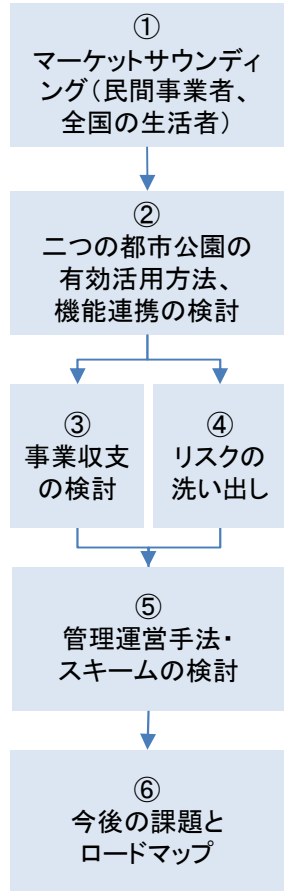 ①
マーケットサウンディ
ング（民間事業者、
全国の生活者）
②
二つの都市公園の
有効活用方法、
機能連携の検討
③
事業収支
の検討
④
リスクの
洗い出し
⑤
管理運営手法・
スキームの検討
⑥
今後の課題と
ロードマップ